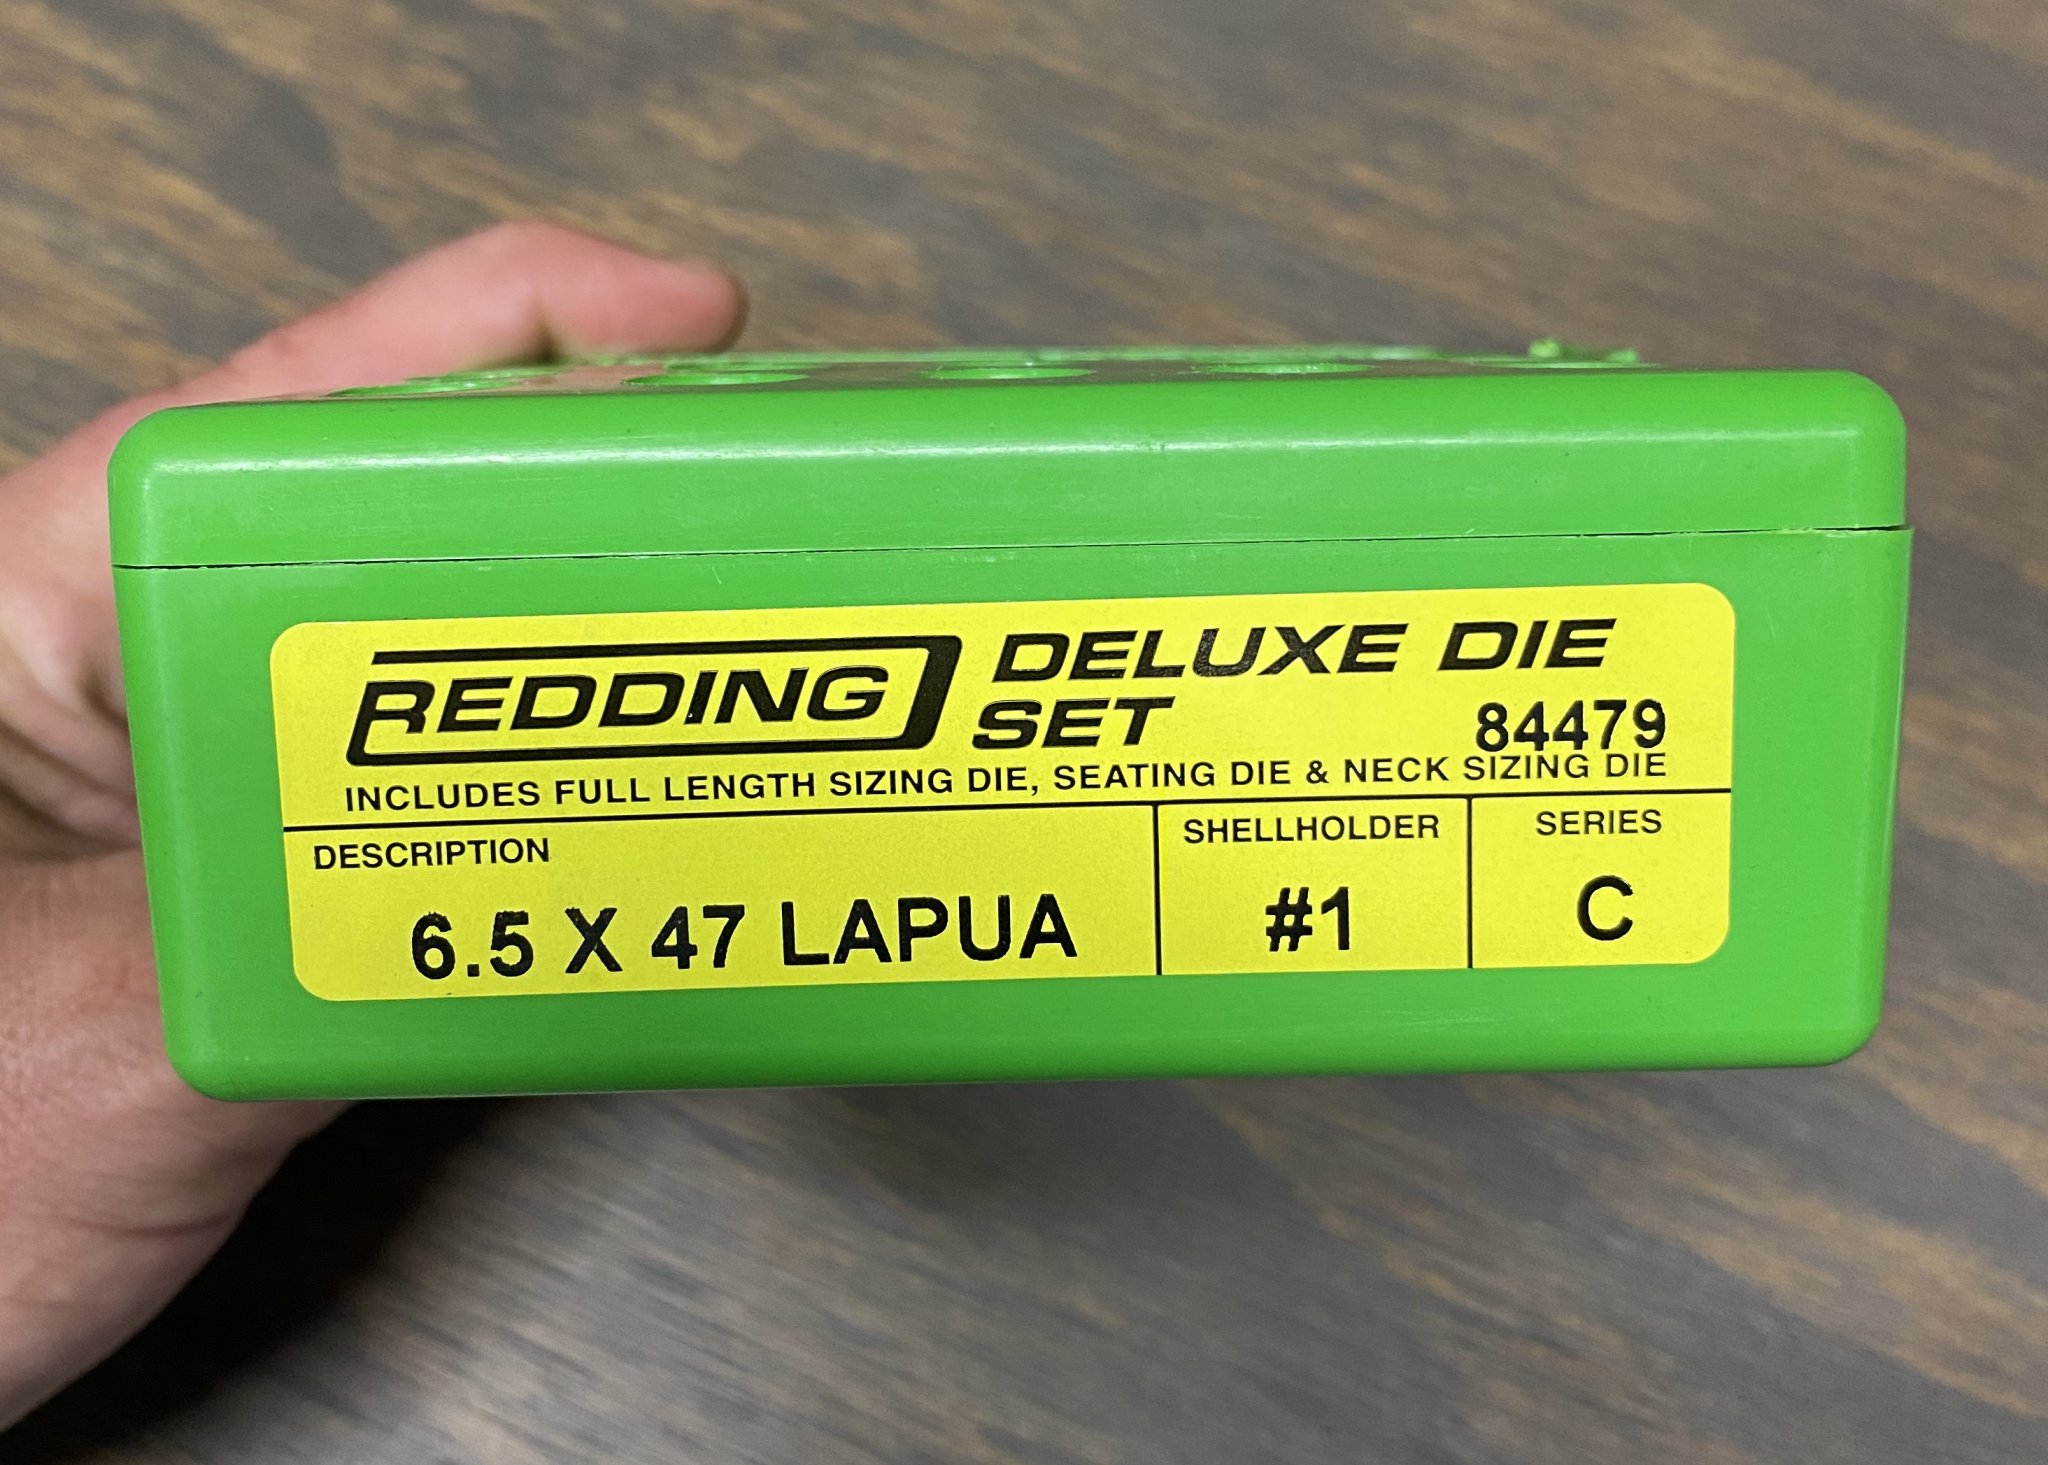 REDDING DELUXE DIE
SET 84479
INCLUDES FULL LENGTH SIZING DIE, SEATING DIE & NECK SIZING DIE
DESCRIPTION SHELLHOLDER SERIES
6.5 X 47 LAPUA #1 C